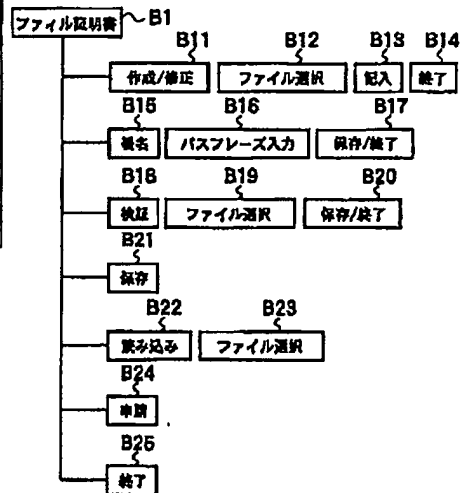 ファイル証明書 B1
B11 B12 B13 B14
作成/修正 ファイル選択 記入 終了
B15 B16 B17
署名 パスフレーズ入力 保存/終了
B18 B19 B20
検証 ファイル選択 保存/終了
B21
保存
B22 B23
読み込み ファイル選択
B24
申請
B25
終了